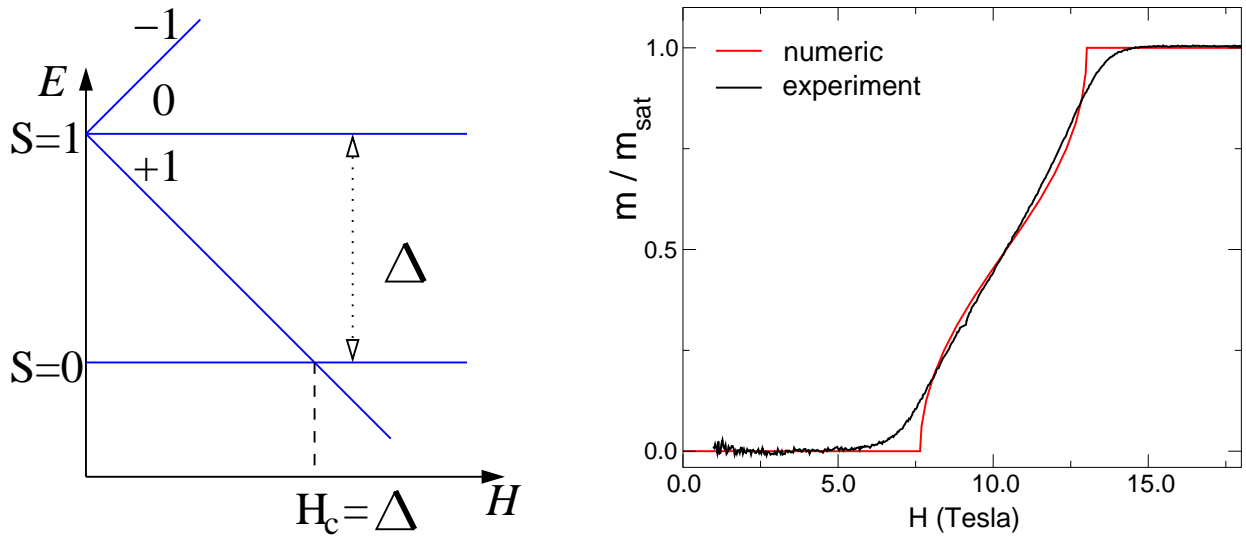 −1
E
0
S=1
+1
Δ
S=0
H
H_c = Δ
numeric
experiment
m / m_sat
1.0
0.5
0.0
0.0
5.0
10.0
15.0
H (Tesla)